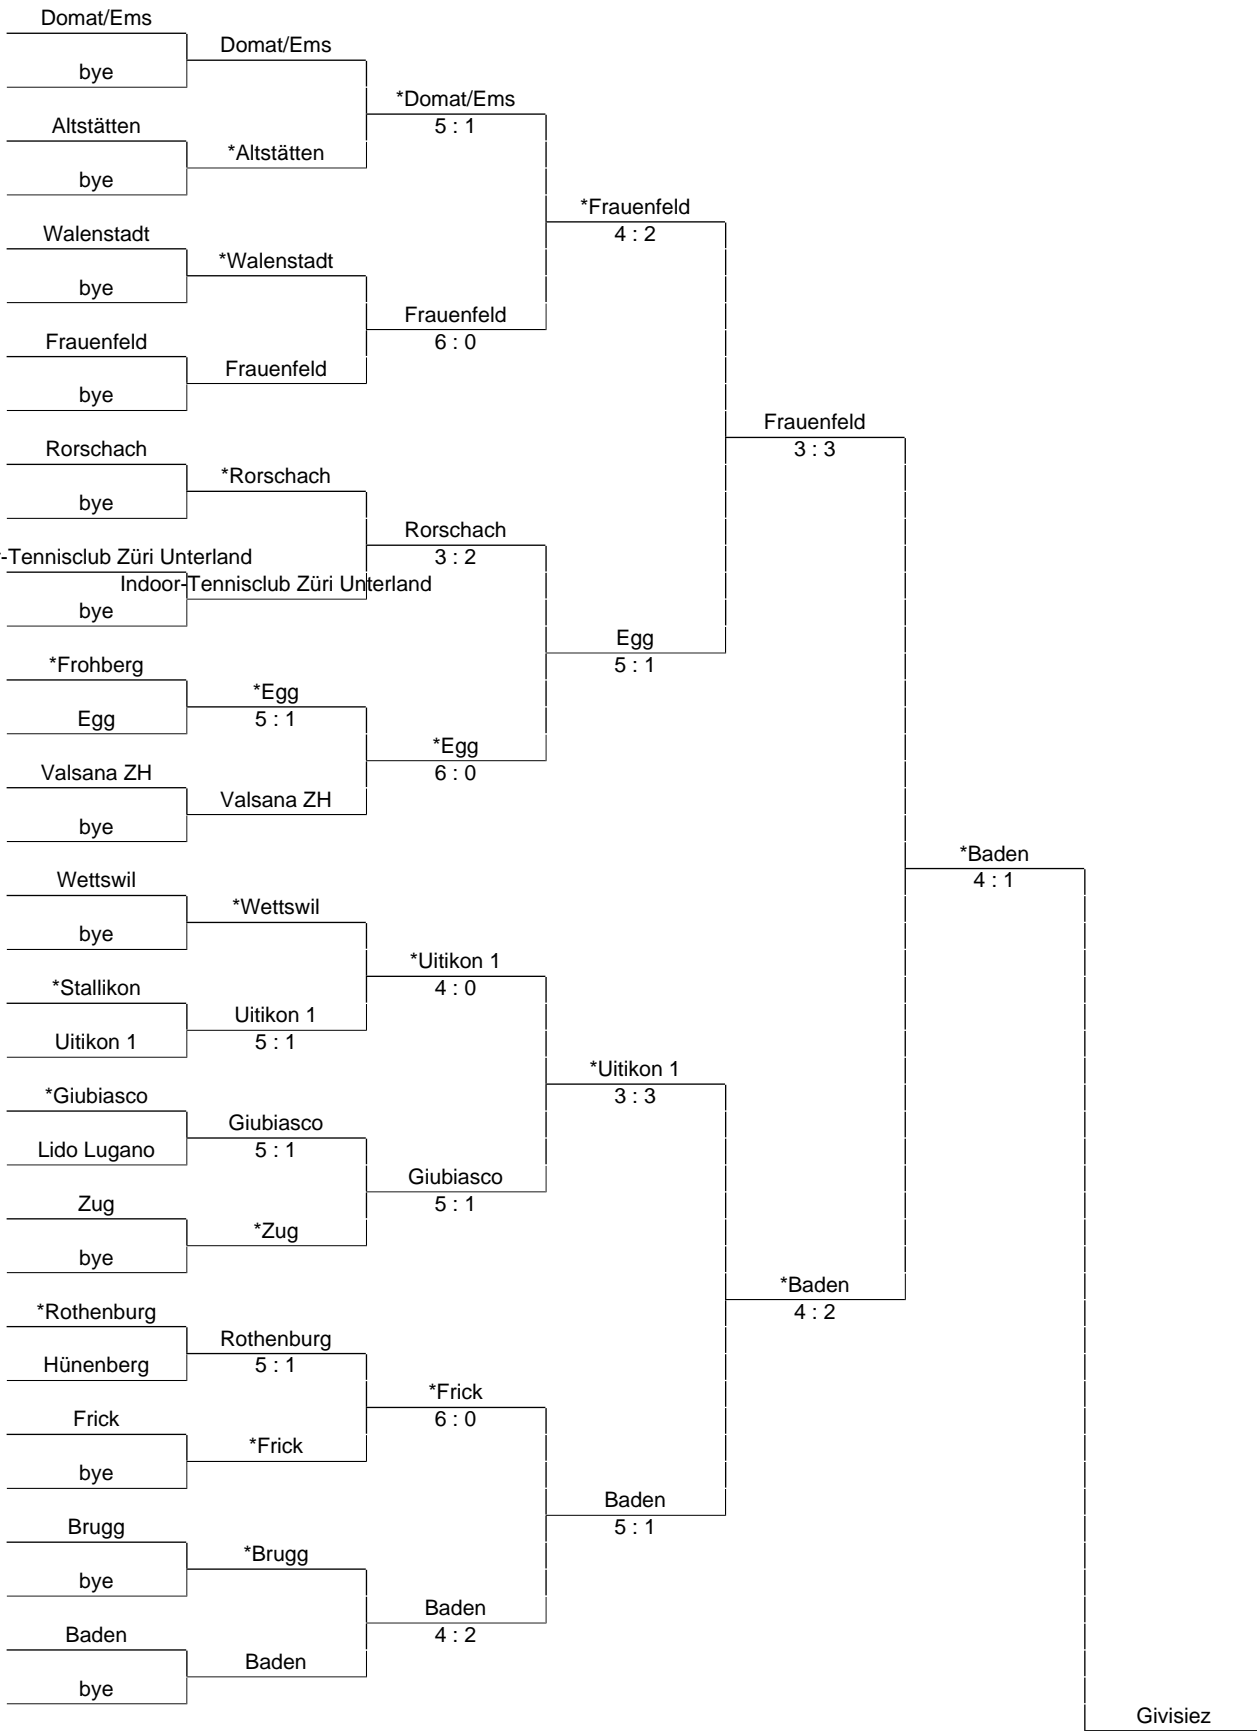 Domat/Ems
Domat/Ems
bye
*Domat/Ems
5 : 1
Altstätten
*Altstätten
bye
*Frauenfeld
4 : 2
Walenstadt
*Walenstadt
bye
Frauenfeld
6 : 0
Frauenfeld
Frauenfeld
bye
Frauenfeld
3 : 3
Rorschach
*Rorschach
bye
Rorschach
3 : 2
-Tennisclub Züri Unterland
Indoor-Tennisclub Züri Unterland
bye
Egg
5 : 1
*Frohberg
*Egg
5 : 1
Egg
*Egg
6 : 0
Valsana ZH
Valsana ZH
bye
*Baden
4 : 1
Wettswil
*Wettswil
bye
*Uitikon 1
4 : 0
*Stallikon
Uitikon 1
5 : 1
Uitikon 1
*Uitikon 1
3 : 3
*Giubiasco
Giubiasco
5 : 1
Lido Lugano
Giubiasco
5 : 1
Zug
*Zug
bye
*Baden
4 : 2
*Rothenburg
Rothenburg
5 : 1
Hünenberg
*Frick
6 : 0
Frick
*Frick
bye
Baden
5 : 1
Brugg
*Brugg
bye
Baden
4 : 2
Baden
Baden
bye
Givisiez